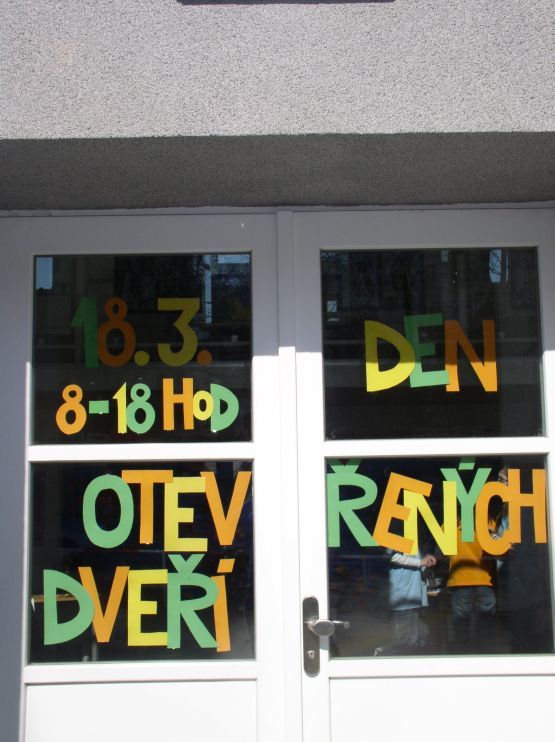 18.3. DEN
8-18 HoD
OTEVŘENÝCH
DVEŘÍ